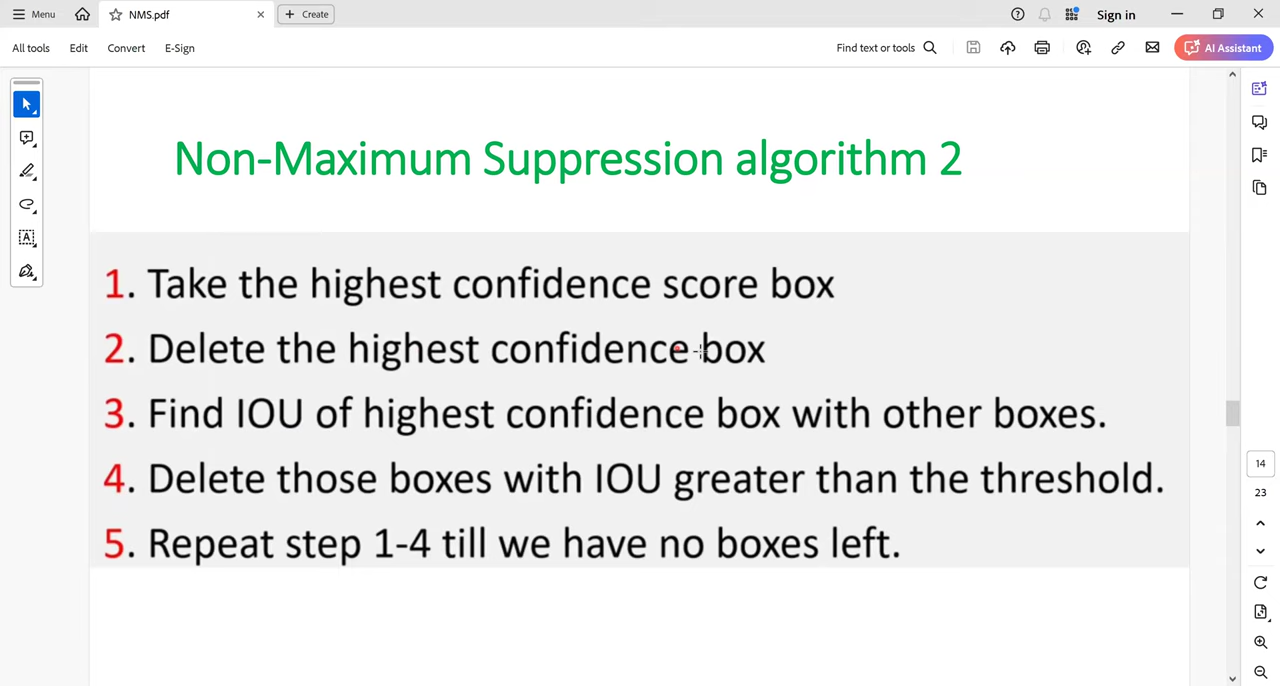 Menu
NMS.pdf
Create
Sign in
All tools
Edit
Convert
E-Sign
Find text or tools
AI Assistant
Non-Maximum Suppression algorithm 2
1. Take the highest confidence score box
2. Delete the highest confidence box
3. Find IOU of highest confidence box with other boxes.
4. Delete those boxes with IOU greater than the threshold.
5. Repeat step 1-4 till we have no boxes left.
14
23